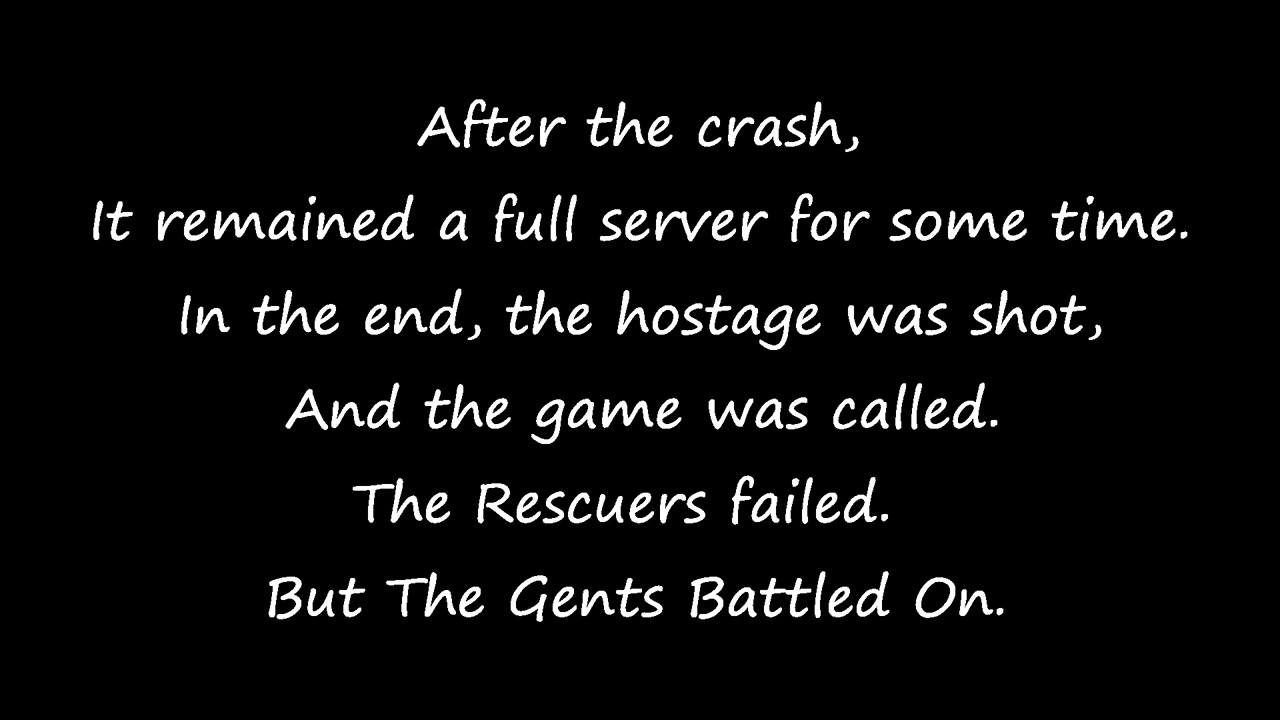 After the crash,
It remained a full server for some time.
In the end, the hostage was shot,
And the game was called.
The Rescuers failed.
But The Gents Battled On.